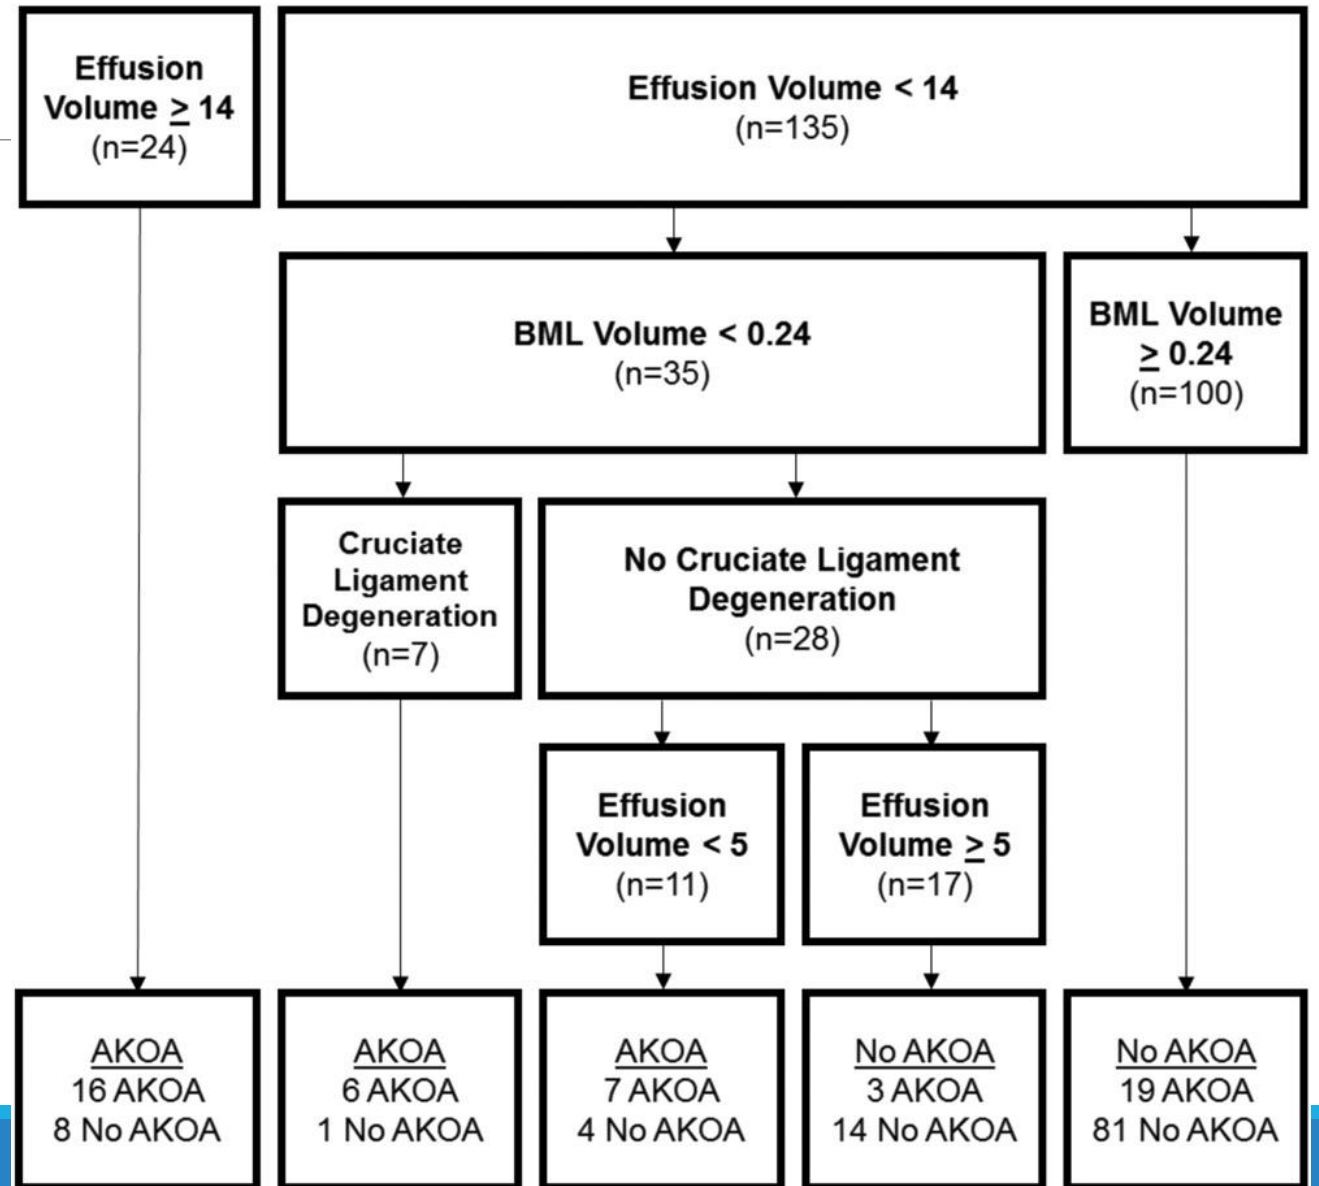 Effusion
Volume ≥ 14
(n=24)
Effusion Volume < 14
(n=135)
BML Volume < 0.24
(n=35)
BML Volume
≥ 0.24
(n=100)
Cruciate
Ligament
Degeneration
(n=7)
No Cruciate Ligament
Degeneration
(n=28)
Effusion
Volume < 5
(n=11)
Effusion
Volume ≥ 5
(n=17)
AKOA
16 AKOA
8 No AKOA
AKOA
6 AKOA
1 No AKOA
AKOA
7 AKOA
4 No AKOA
No AKOA
3 AKOA
14 No AKOA
No AKOA
19 AKOA
81 No AKOA